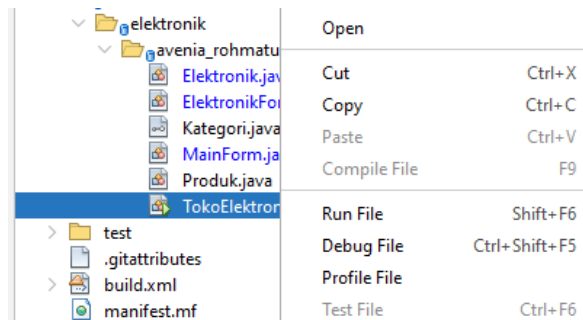 elektronik
avenia_rohmatu
Elektronik.jav
ElektronikFor
Kategori.java
MainForm.ja
Produk.java
TokoElektron
test
.gitattributes
build.xml
manifest.mf
Open
Cut Ctrl+X
Copy Ctrl+C
Paste Ctrl+V
Compile File F9
Run File Shift+F6
Debug File Ctrl+Shift+F5
Profile File
Test File Ctrl+F6